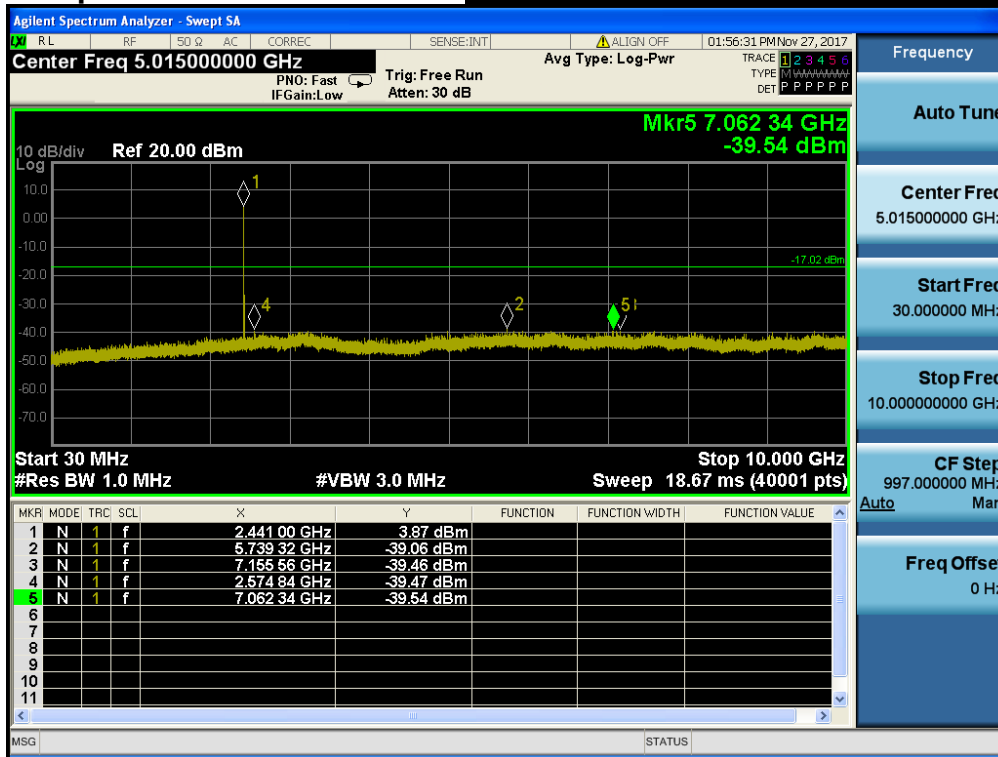 Agilent Spectrum Analyzer - Swept SA
LXI RL RF 50 Ω AC CORREC SENSE:INT ALIGN OFF 01:56:31 PM Nov 27, 2017
Center Freq 5.015000000 GHz
PNO: Fast
IFGain:Low
Trig: Free Run
Atten: 30 dB
Avg Type: Log-Pwr
TRACE 1 2 3 4 5 6
TYPE M
DET P P P P P P
Mkr5 7.062 34 GHz
-39.54 dBm
10 dB/div Ref 20.00 dBm
Log
10.0
0.00
-10.0
-20.0
-30.0
-40.0
-50.0
-60.0
-70.0
1
-17.02 dBm
4
2
5
Start 30 MHz
Stop 10.000 GHz
#Res BW 1.0 MHz
#VBW 3.0 MHz
Sweep 18.67 ms (40001 pts)
MKR MODE TRC SCL X Y FUNCTION FUNCTION WIDTH FUNCTION VALUE
1 N 1 f 2.441 00 GHz 3.87 dBm
2 N 1 f 5.739 32 GHz -39.06 dBm
3 N 1 f 7.155 56 GHz -39.46 dBm
4 N 1 f 2.574 84 GHz -39.47 dBm
5 N 1 f 7.062 34 GHz -39.54 dBm
6
7
8
9
10
11
MSG
STATUS
Frequency
Auto Tune
Center Freq
5.015000000 GHz
Start Freq
30.000000 MHz
Stop Freq
10.000000000 GHz
CF Step
997.000000 MHz
Auto Man
Freq Offset
0 Hz